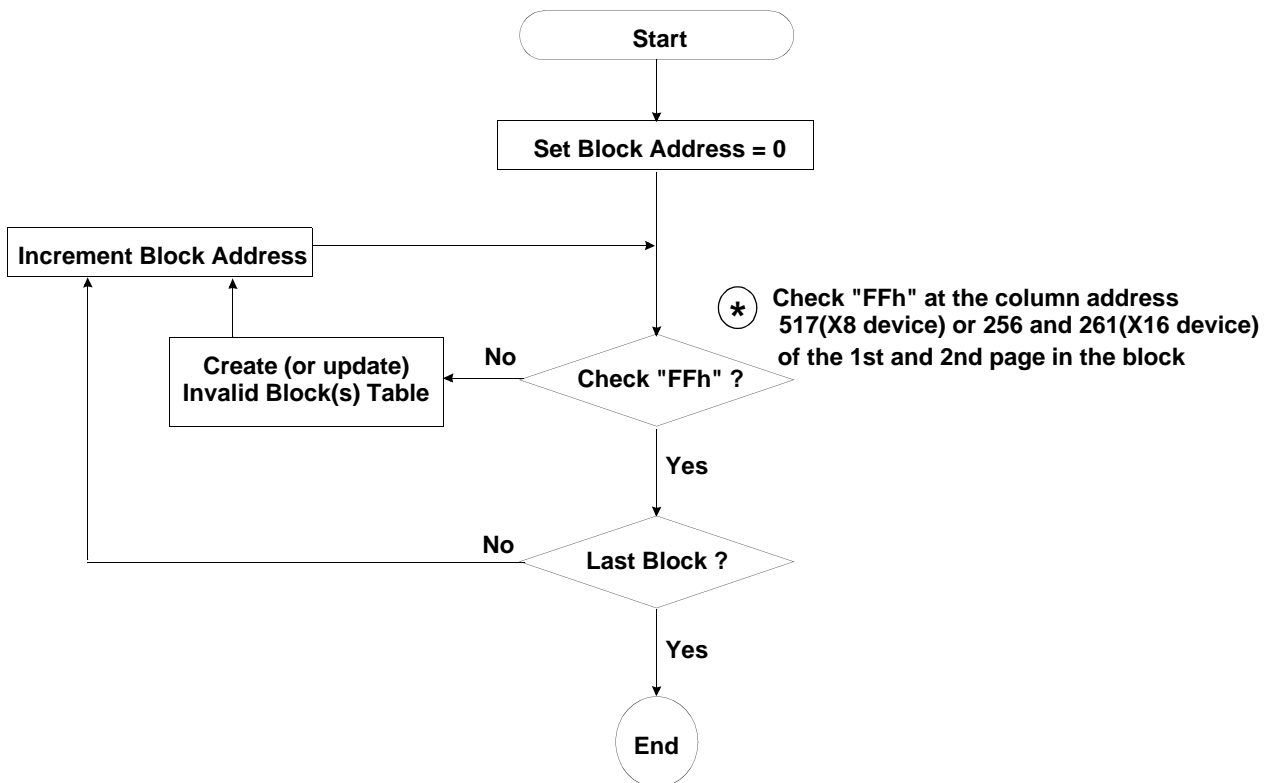 Start
Set Block Address = 0
Increment Block Address
* Check "FFh" at the column address
517(X8 device) or 256 and 261(X16 device)
of the 1st and 2nd page in the block
No
Create (or update)
Invalid Block(s) Table
Check "FFh" ?
Yes
No
Last Block ?
Yes
End